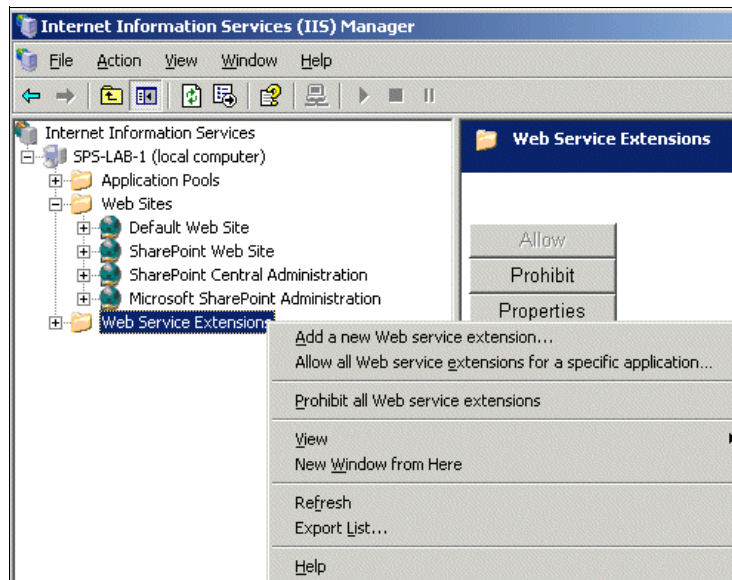 Internet Information Services (IIS) Manager
File Action View Window Help
Internet Information Services
SPS-LAB-1 (local computer)
Application Pools
Web Sites
Default Web Site
SharePoint Web Site
SharePoint Central Administration
Microsoft SharePoint Administration
Web Service Extensions
Web Service Extensions
Allow
Prohibit
Properties
Add a new Web service extension...
Allow all Web service extensions for a specific application...
Prohibit all Web service extensions
View
New Window from Here
Refresh
Export List...
Help